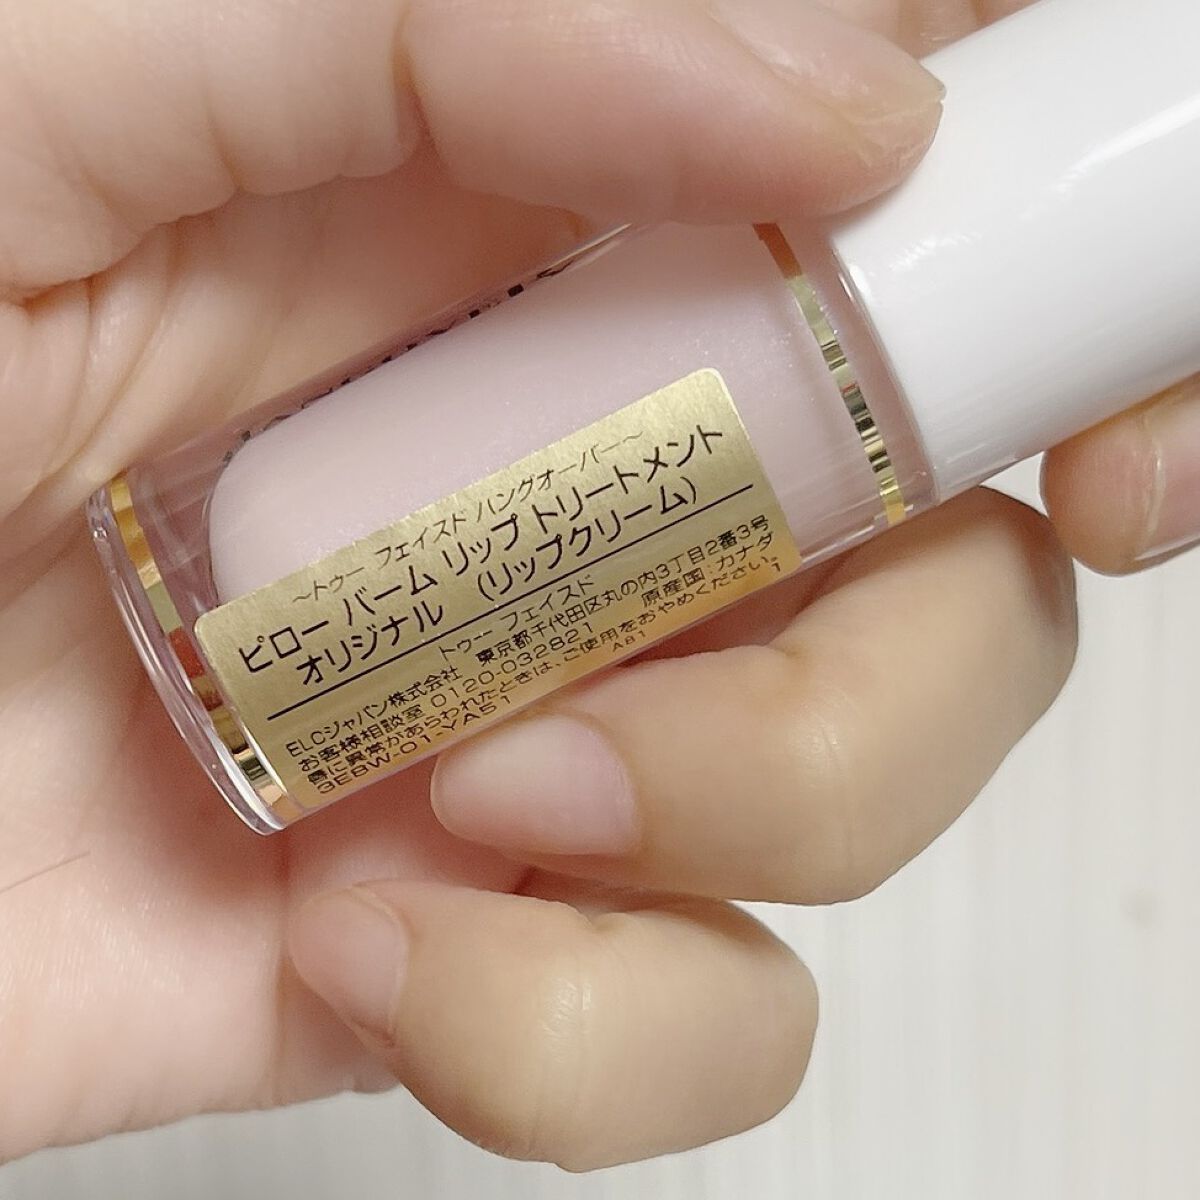 〜トゥー フェイスド ハングオーバー〜
ピロー バーム リップ トリートメント
オリジナル (リップクリーム)
トゥー フェイスド
ELCジャパン株式会社 東京都千代田区丸の内3丁目2番3号
お客様相談室 0120-032821 原産国:カナダ
唇に異常があらわれたときは、ご使用をおやめください。
3E8W-01-YA51 A81 1